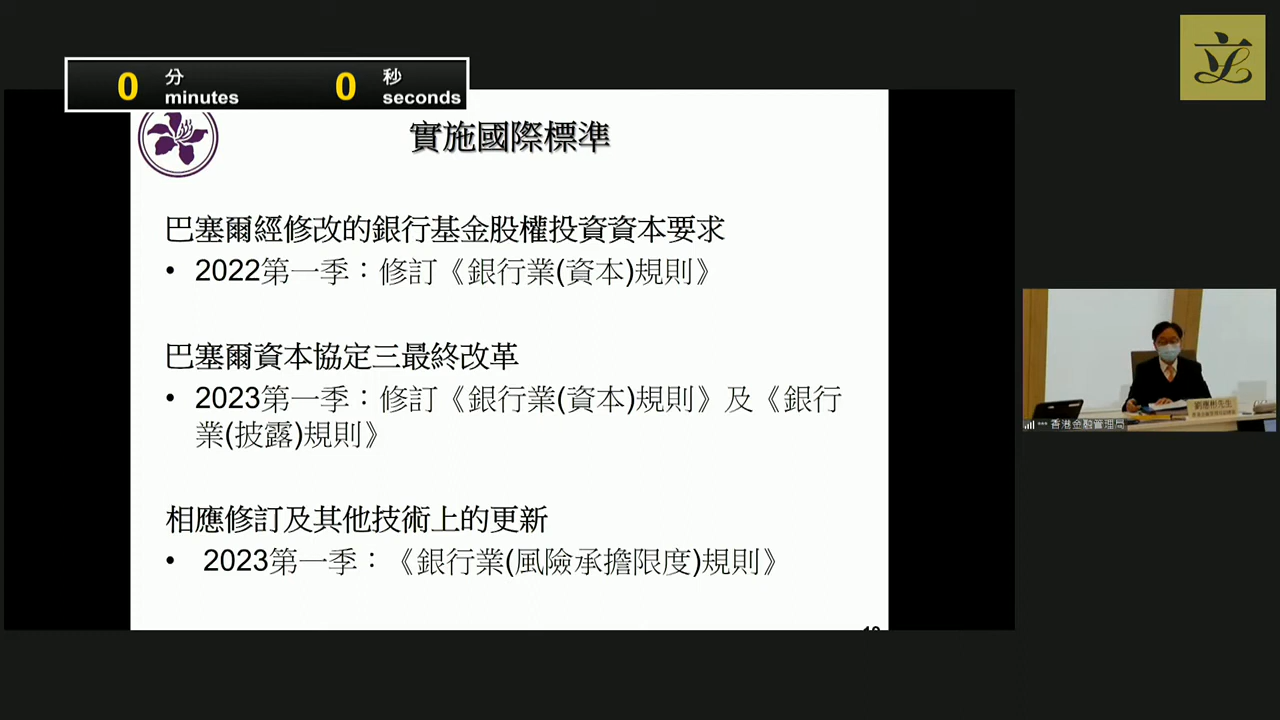 0 分 minutes 0 秒 seconds
實施國際標準
巴塞爾經修改的銀行基金股權投資資本要求
• 2022第一季：修訂《銀行業(資本)規則》
巴塞爾資本協定三最終改革
• 2023第一季：修訂《銀行業(資本)規則》及《銀行
業(披露)規則》
相應修訂及其他技術上的更新
• 2023第一季：《銀行業(風險承擔限度)規則》
劉應彬先生
香港金融管理局